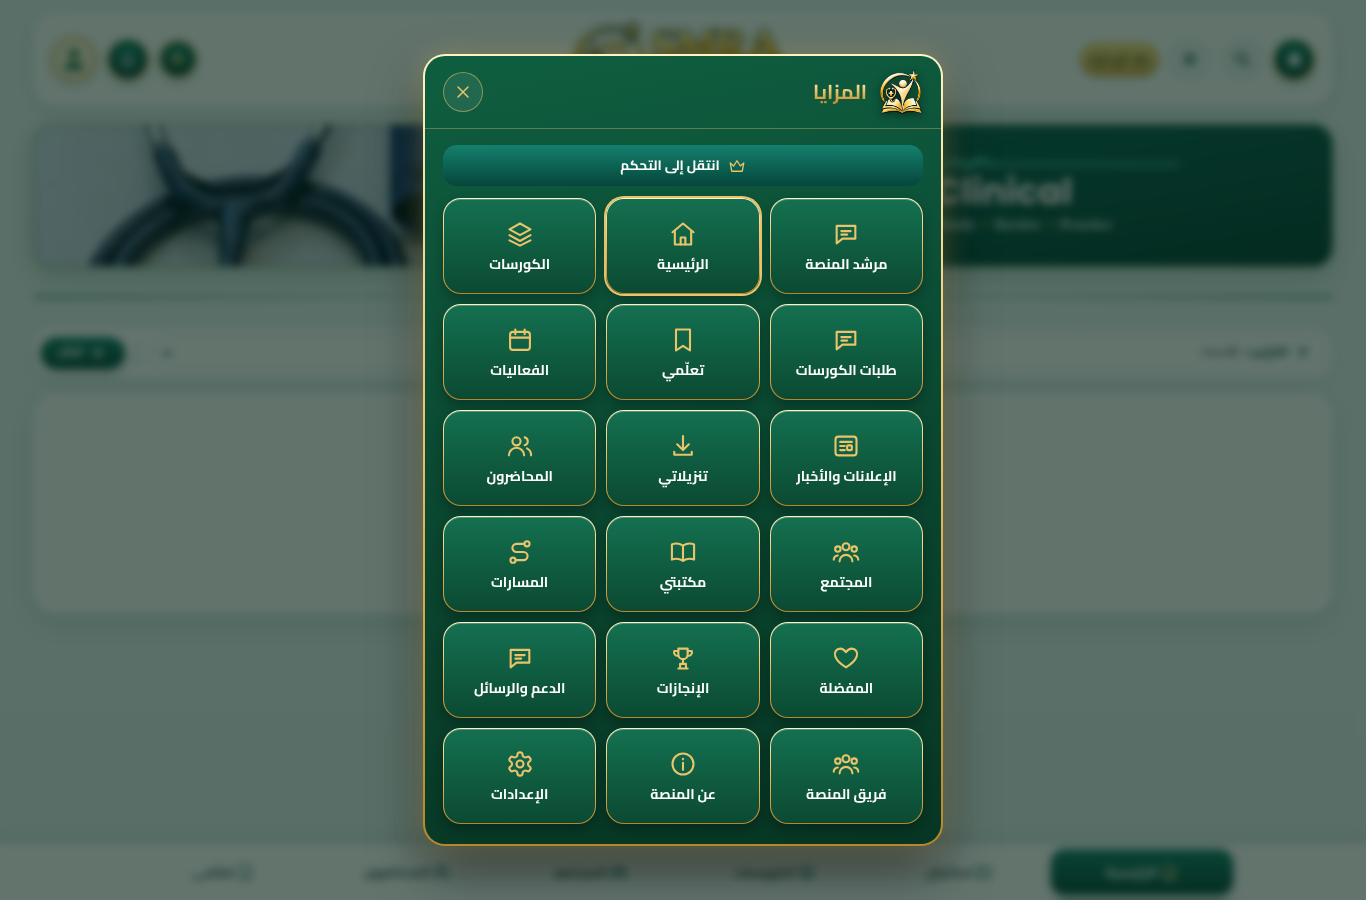 المزايا
انتقل إلى التحكم
مرشد المنصة
الرئيسية
الكورسات
طلبات الكورسات
تعلّمي
الفعاليات
الإعلانات والأخبار
تنزيلاتي
المحاضرون
المجتمع
مكتبتي
المسارات
المفضلة
الإنجازات
الدعم والرسائل
فريق المنصة
عن المنصة
الإعدادات
Clinical